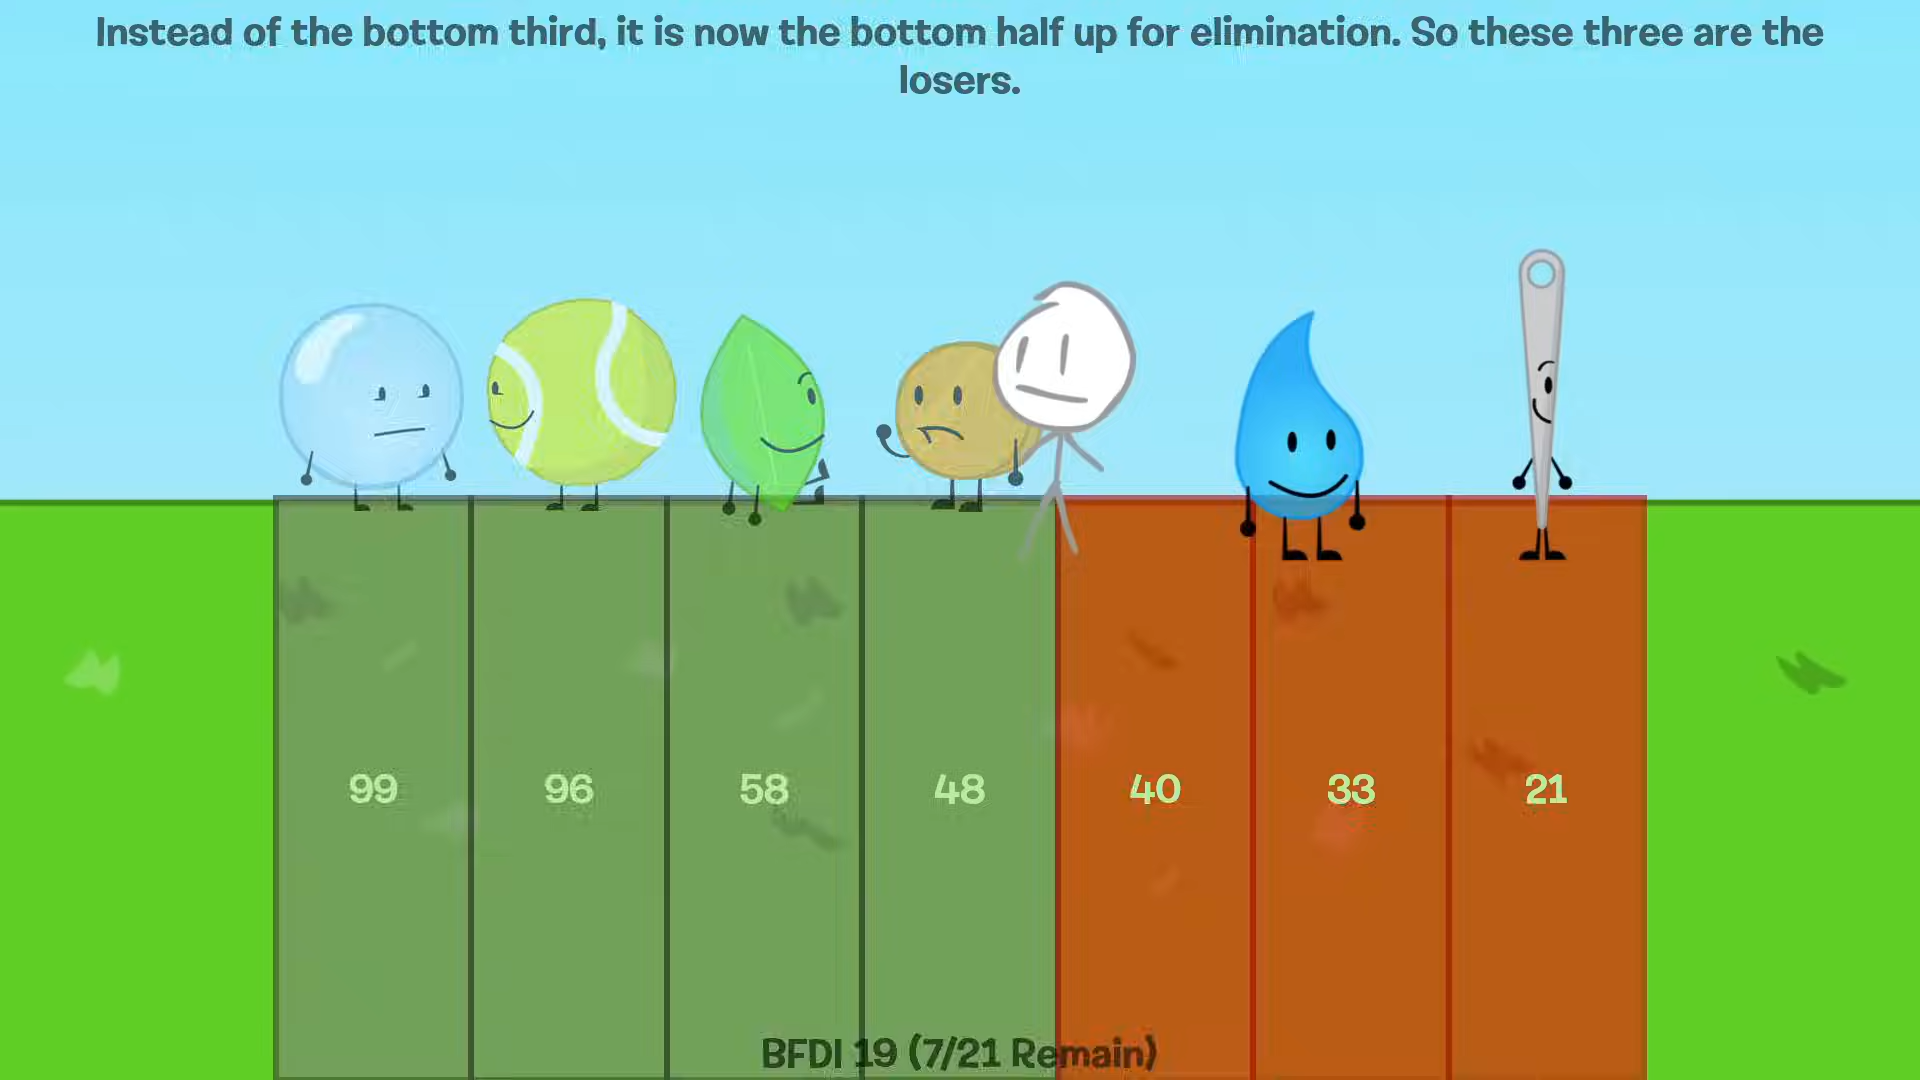 Instead of the bottom third, it is now the bottom half up for elimination. So these three are the
losers.
99 96 58 48 40 33 21
BFDI 19 (7/21 Remain)